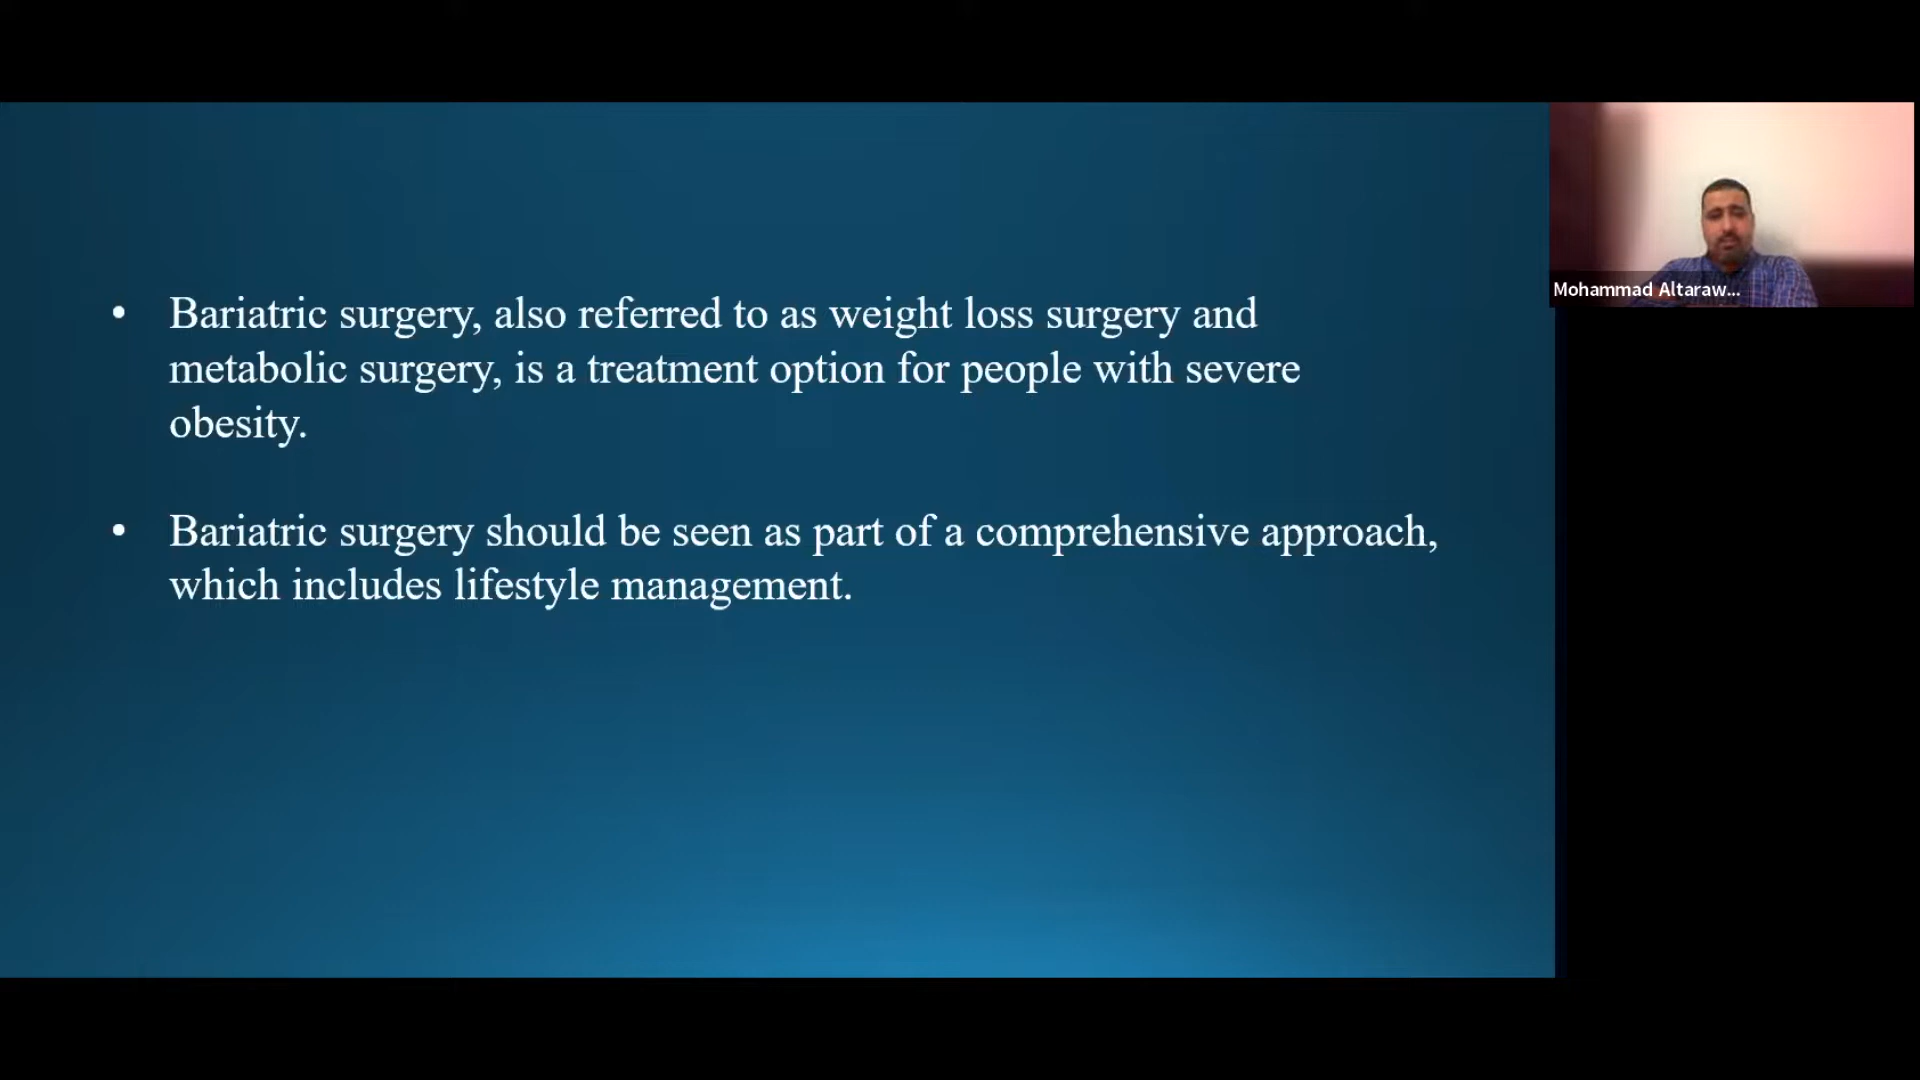 • Bariatric surgery, also referred to as weight loss surgery and
metabolic surgery, is a treatment option for people with severe
obesity.
• Bariatric surgery should be seen as part of a comprehensive approach,
which includes lifestyle management.
Mohammad Altaraw...